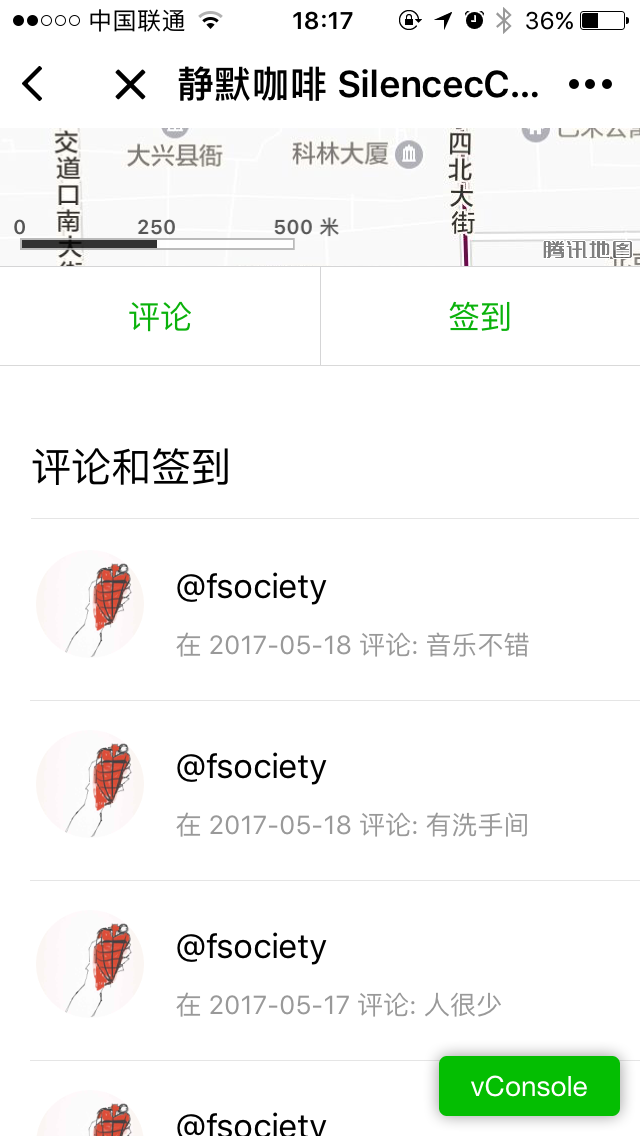 中国联通 18:17 36%
静默咖啡 SilencecC...
交道口南大街
大兴县衙
科林大厦
四北大街
0 250 500 米
腾讯地图
评论 签到
评论和签到
@fsociety
在 2017-05-18 评论: 音乐不错
@fsociety
在 2017-05-18 评论: 有洗手间
@fsociety
在 2017-05-17 评论: 人很少
@fsociety
vConsole